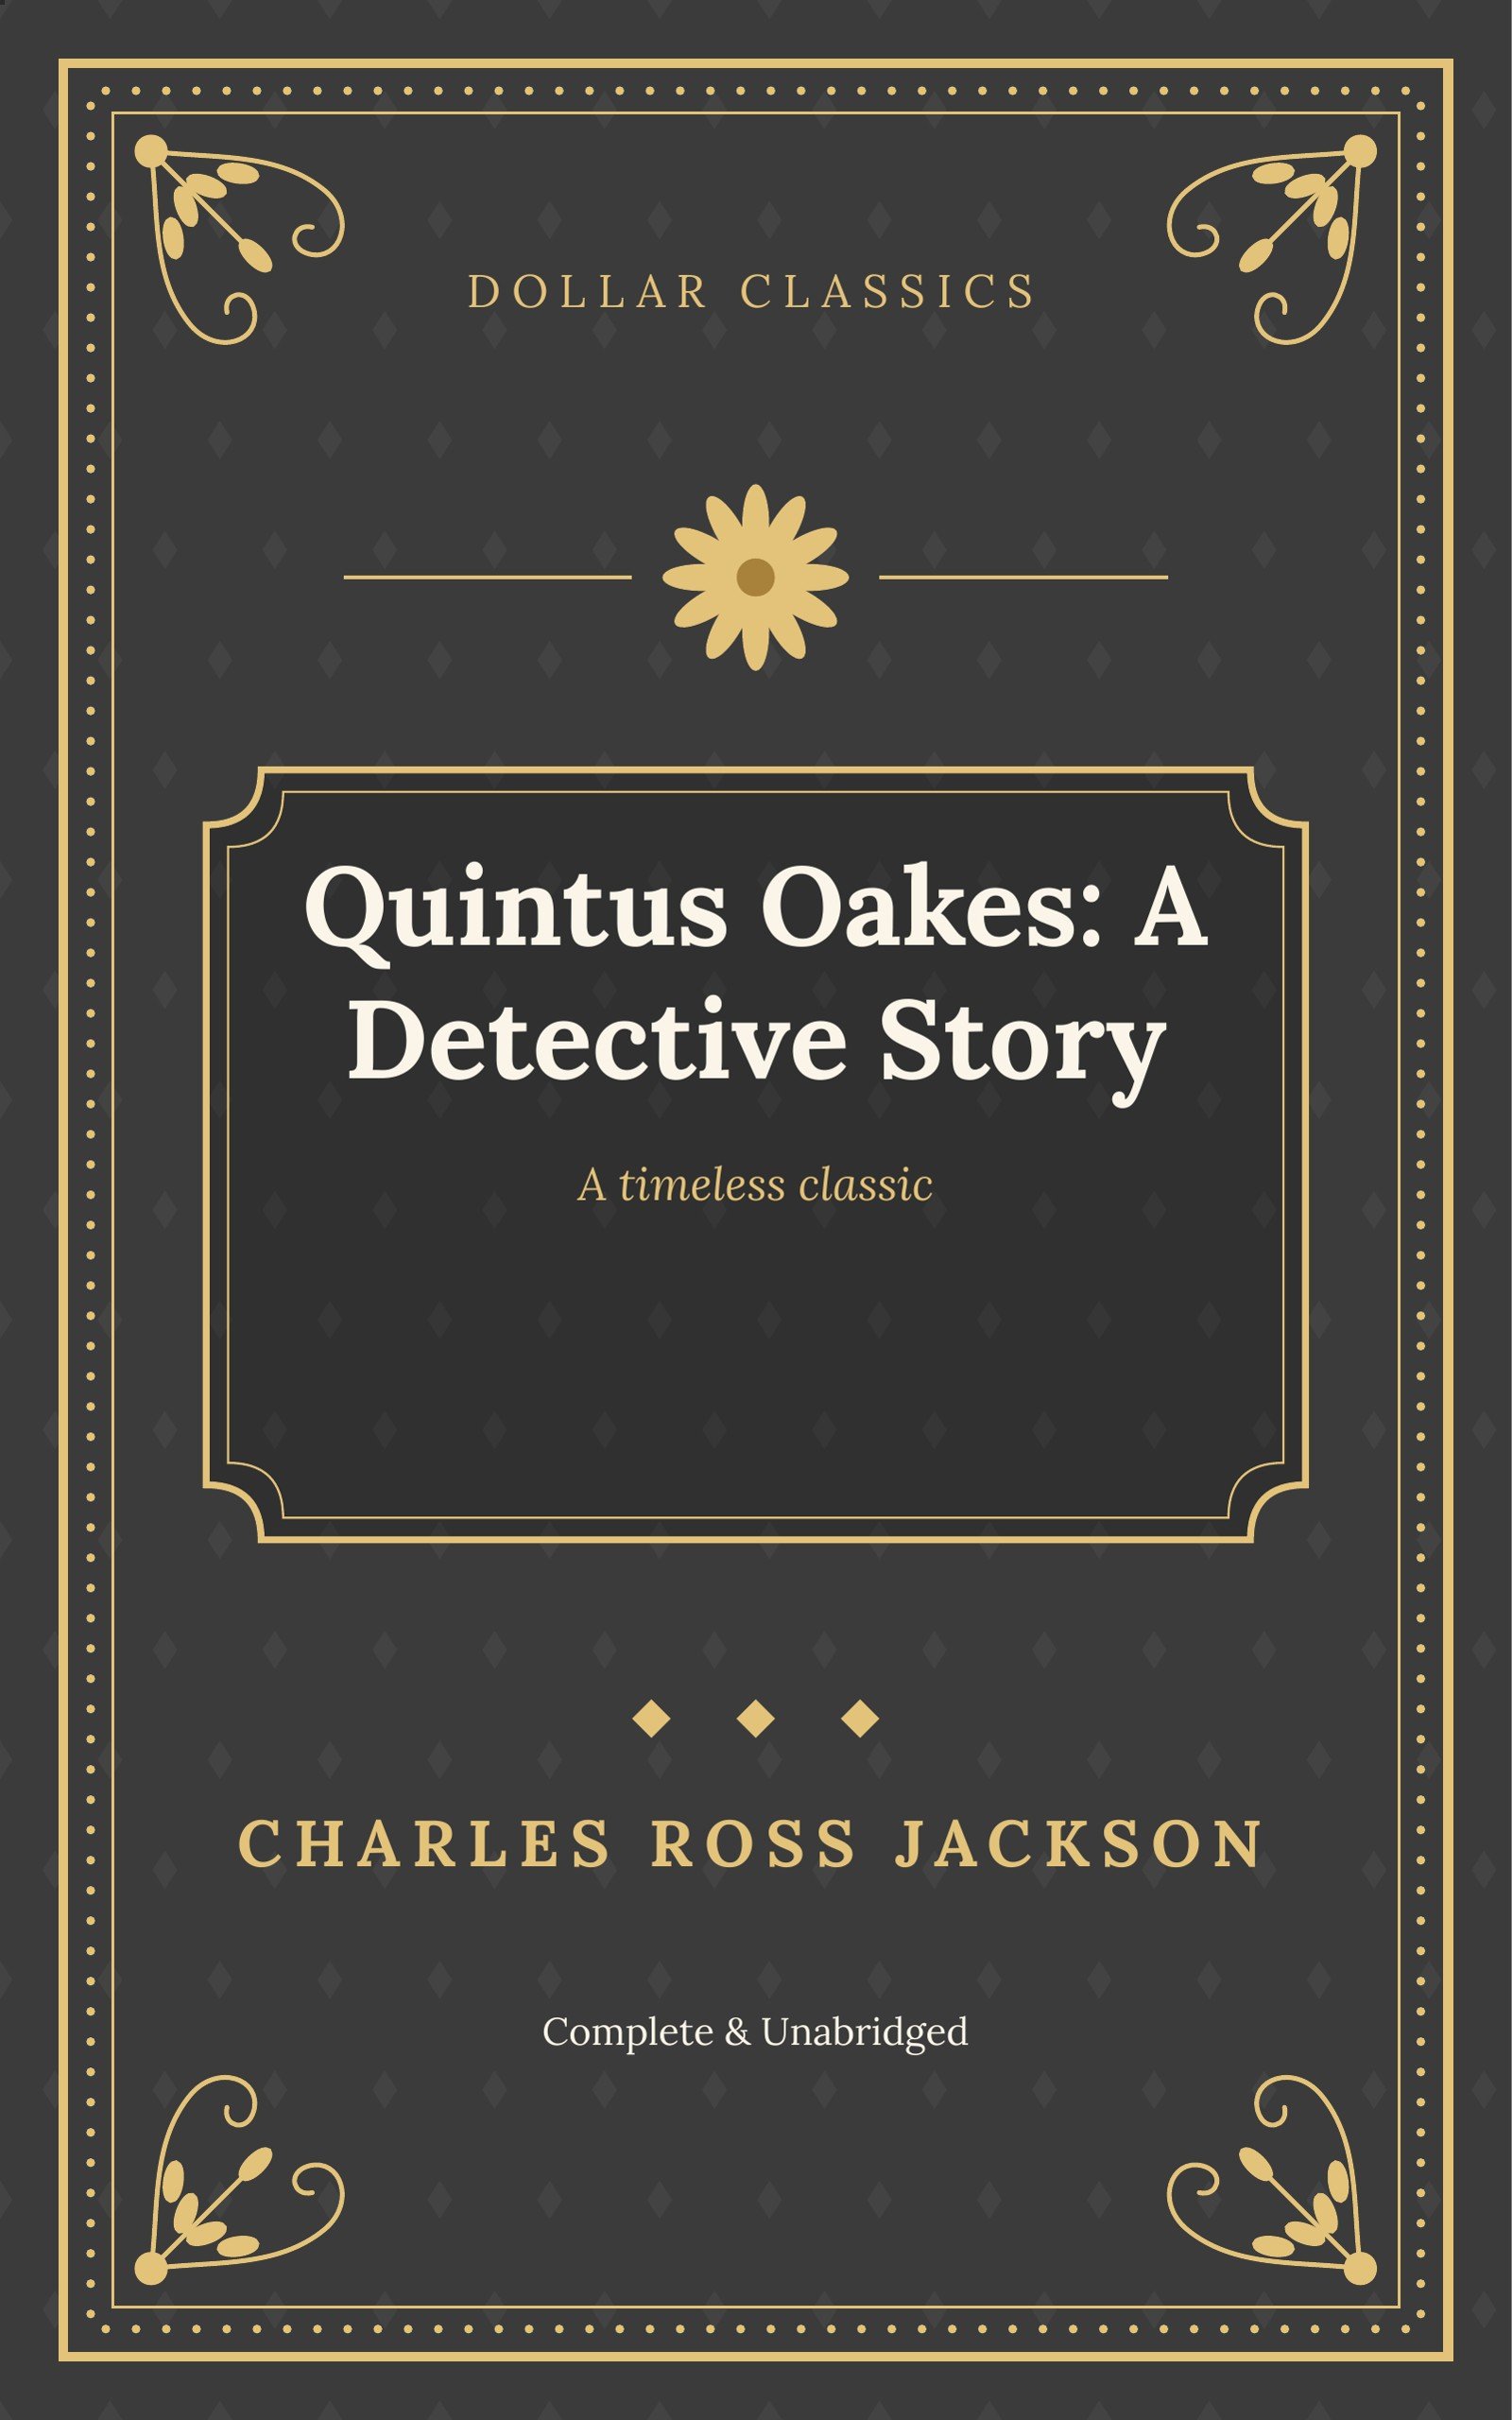 DOLLAR CLASSICS
Quintus Oakes: A
Detective Story
A timeless classic
CHARLES ROSS JACKSON
Complete & Unabridged